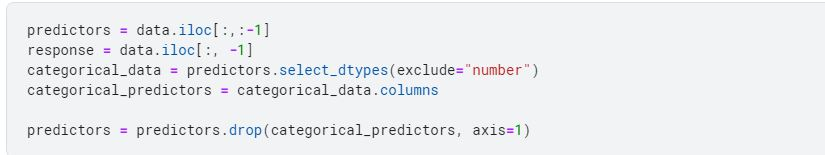 predictors = data.iloc[:,:-1]
response = data.iloc[:, -1]
categorical_data = predictors.select_dtypes(exclude="number")
categorical_predictors = categorical_data.columns
predictors = predictors.drop(categorical_predictors, axis=1)